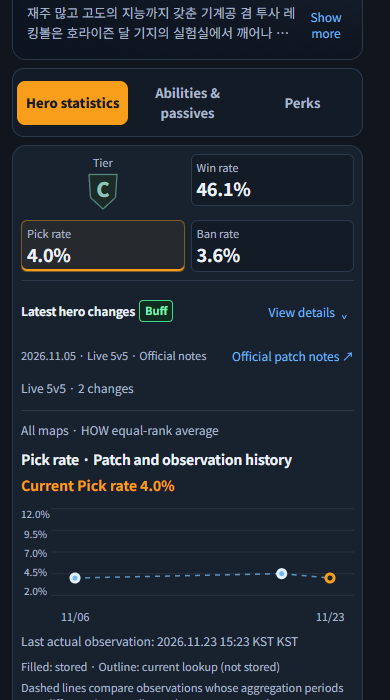 재주 많고 고도의 지능까지 갖춘 기계공 겸 투사 레
킹볼은 호라이즌 달 기지의 실험실에서 깨어나 …
Show more
Hero statistics
Abilities & passives
Perks
Tier
C
Win rate
46.1%
Pick rate
4.0%
Ban rate
3.6%
Latest hero changes Buff
View details ⌄
2026.11.05 · Live 5v5 · Official notes
Official patch notes ↗
Live 5v5 · 2 changes
All maps · HOW equal-rank average
Pick rate · Patch and observation history
Current Pick rate 4.0%
12.0%
9.5%
7.0%
4.5%
2.0%
11/06
11/23
Last actual observation: 2026.11.23 15:23 KST KST
Filled: stored · Outline: current lookup (not stored)
Dashed lines compare observations whose aggregation periods